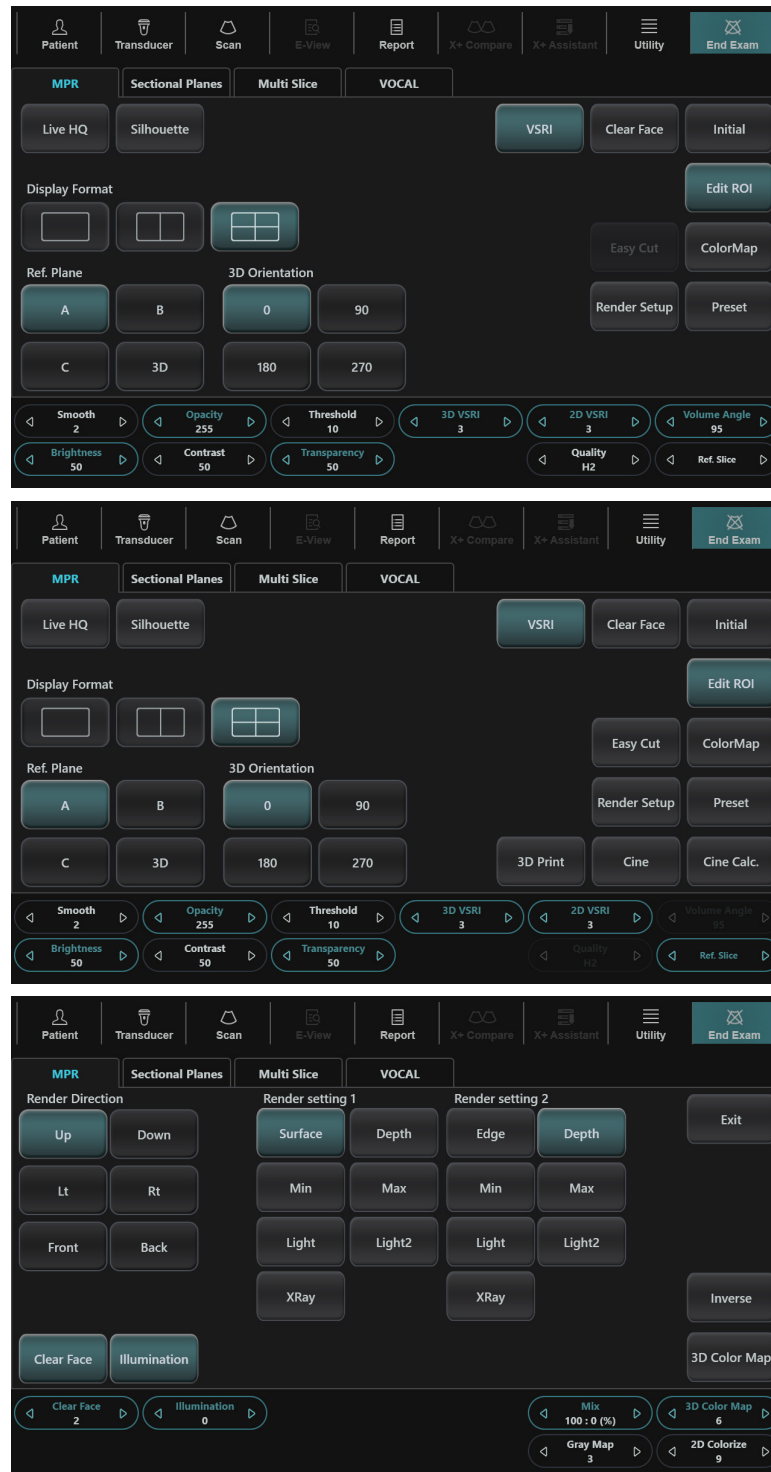 Patient Transducer Scan E-View Report X+ Compare X+ Assistant Utility End Exam
MPR Sectional Planes Multi Slice VOCAL
Live HQ Silhouette VSRI Clear Face Initial
Display Format Edit ROI
Easy Cut ColorMap
Ref. Plane 3D Orientation
A B 0 90 Render Setup Preset
C 3D 180 270
Smooth Opacity Threshold 3D VSRI 2D VSRI Volume Angle
2 255 10 3 3 95
Brightness Contrast Transparency Quality Ref. Slice
50 50 50 H2
Patient Transducer Scan E-View Report X+ Compare X+ Assistant Utility End Exam
MPR Sectional Planes Multi Slice VOCAL
Live HQ Silhouette VSRI Clear Face Initial
Display Format Edit ROI
Easy Cut ColorMap
Ref. Plane 3D Orientation
A B 0 90 Render Setup Preset
C 3D 180 270 3D Print Cine Cine Calc.
Smooth Opacity Threshold 3D VSRI 2D VSRI Volume Angle
2 255 10 3 3 95
Brightness Contrast Transparency Quality Ref. Slice
50 50 50 H2
Patient Transducer Scan E-View Report X+ Compare X+ Assistant Utility End Exam
MPR Sectional Planes Multi Slice VOCAL
Render Direction Render setting 1 Render setting 2
Up Down Surface Depth Edge Depth Exit
Lt Rt Min Max Min Max
Front Back Light Light2 Light Light2
XRay XRay Inverse
Clear Face Illumination 3D Color Map
Clear Face Illumination Mix 3D Color Map
2 0 100 : 0 (%) 6
Gray Map 2D Colorize
3 9